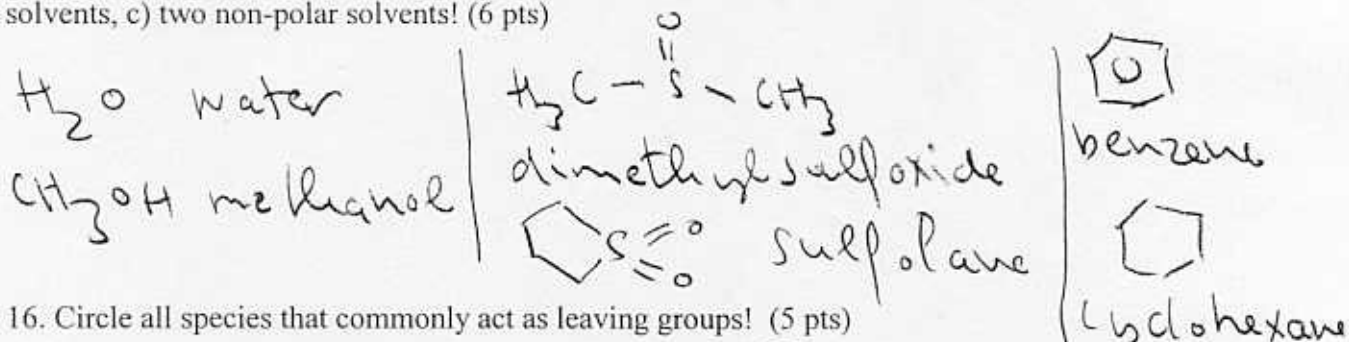 solvents, c) two non-polar solvents! (6 pts)
H₂O water
CH₃OH methanol
O
H₃C - S - CH₃
dimethylsulfoxide
S O
O
sulfolane
benzene
cyclohexane
16. Circle all species that commonly act as leaving groups! (5 pts)